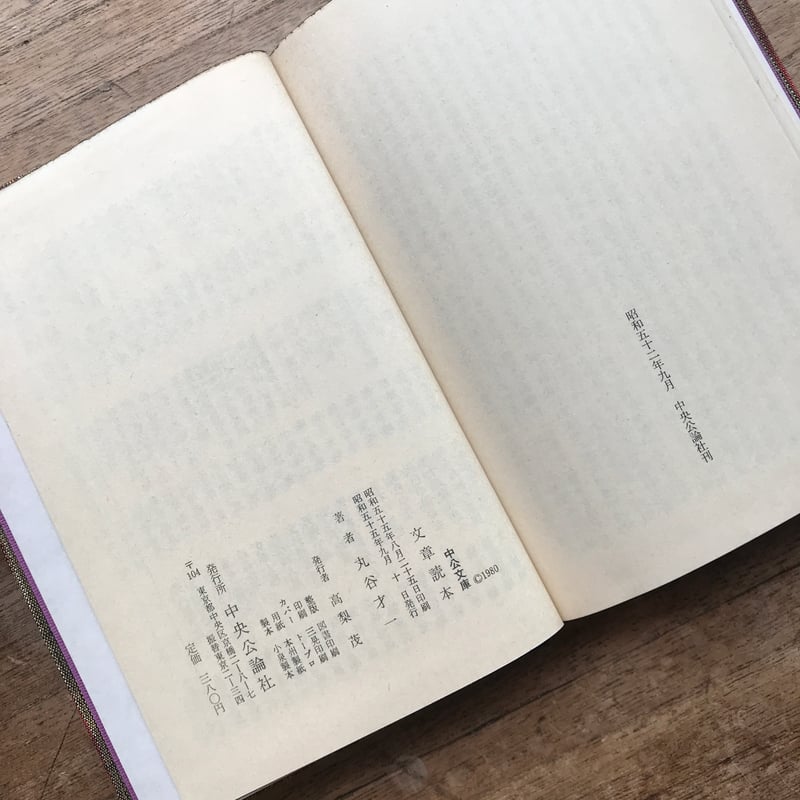 昭和五十二年九月　中央公論社刊
中公文庫
©1980
文章読本
昭和五十五年八月二十五日印刷
昭和五十五年九月　十　日発行
著者　丸谷才一
発行者　高梨　茂
整版　図書印刷
印刷　三晃印刷
カバー　トープロ
用紙　本州製紙
製本　小泉製本
発行所　中央公論社
〒104　東京都中央区京橋二ー八ー七
振替東京二ー三四
定価　三八〇円